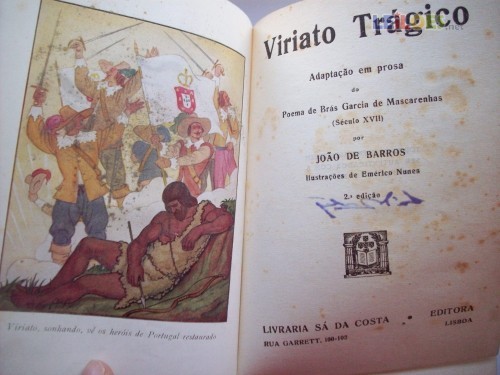 Viriato, sonhando, vê os heróis de Portugal restaurado
Viriato Trágico
Adaptação em prosa
do
Poema de Brás Garcia de Mascarenhas
(Século XVII)
por
JOÃO DE BARROS
Ilustrações de Emérico Nunes
2.ª edição
LIVRARIA SÁ DA COSTA * EDITORA
RUA GARRETT, 100-102 LISBOA